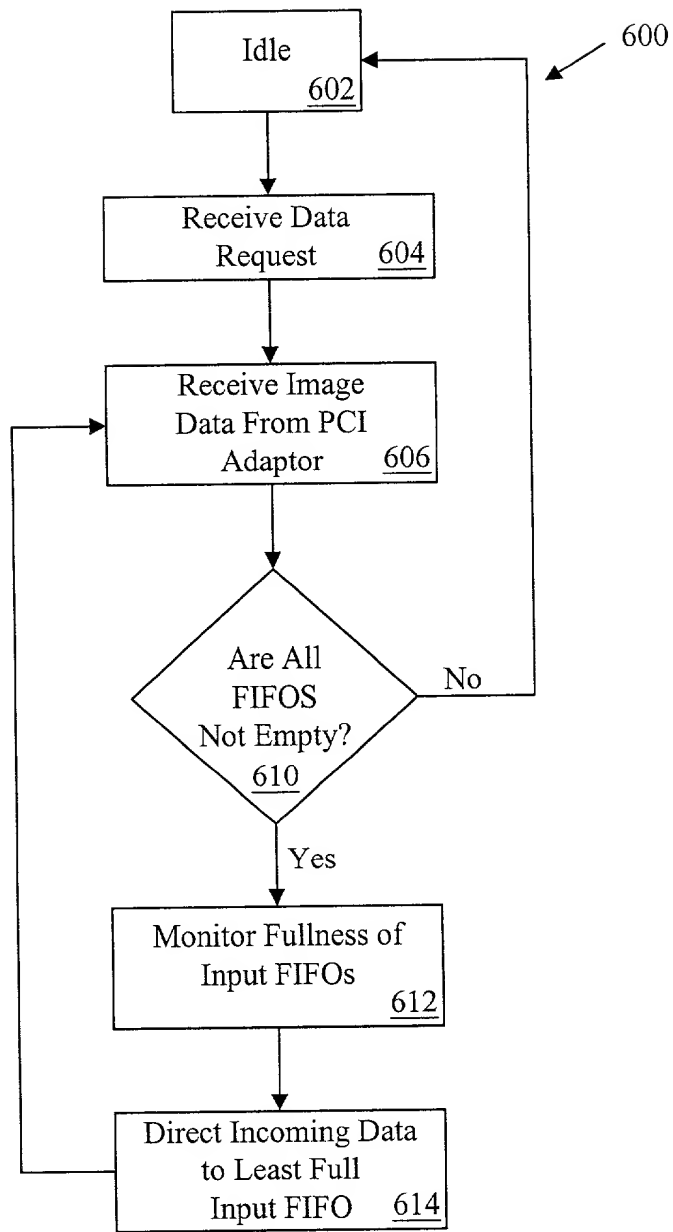 600
Idle
602
Receive Data
Request 604
Receive Image
Data From PCI
Adaptor 606
Are All
FIFOS
Not Empty?
610
No
Yes
Monitor Fullness of
Input FIFOs
612
Direct Incoming Data
to Least Full
Input FIFO 614